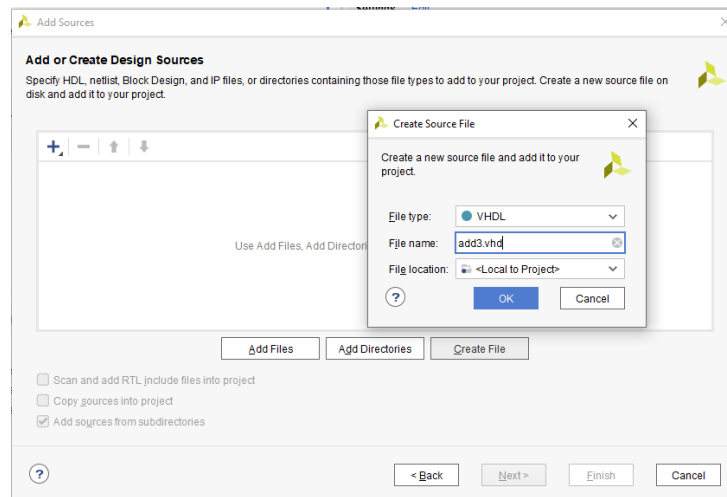 Settings Edit
Add Sources
Add or Create Design Sources
Specify HDL, netlist, Block Design, and IP files, or directories containing those file types to add to your project. Create a new source file on
disk and add it to your project.
Create Source File
Create a new source file and add it to your
project.
File type: VHDL
File name: add3.vhd
File location: <Local to Project>
? OK Cancel
Use Add Files, Add Directori
Add Files Add Directories Create File
Scan and add RTL include files into project
Copy sources into project
Add sources from subdirectories
? < Back Next > Finish Cancel